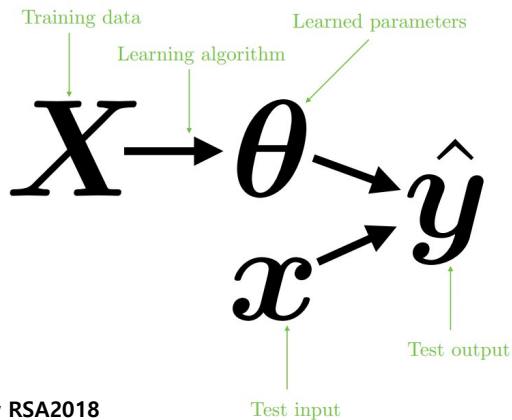 Training data
Learned parameters
Learning algorithm
X
θ
ŷ
x
Test output
Test input
RSA2018